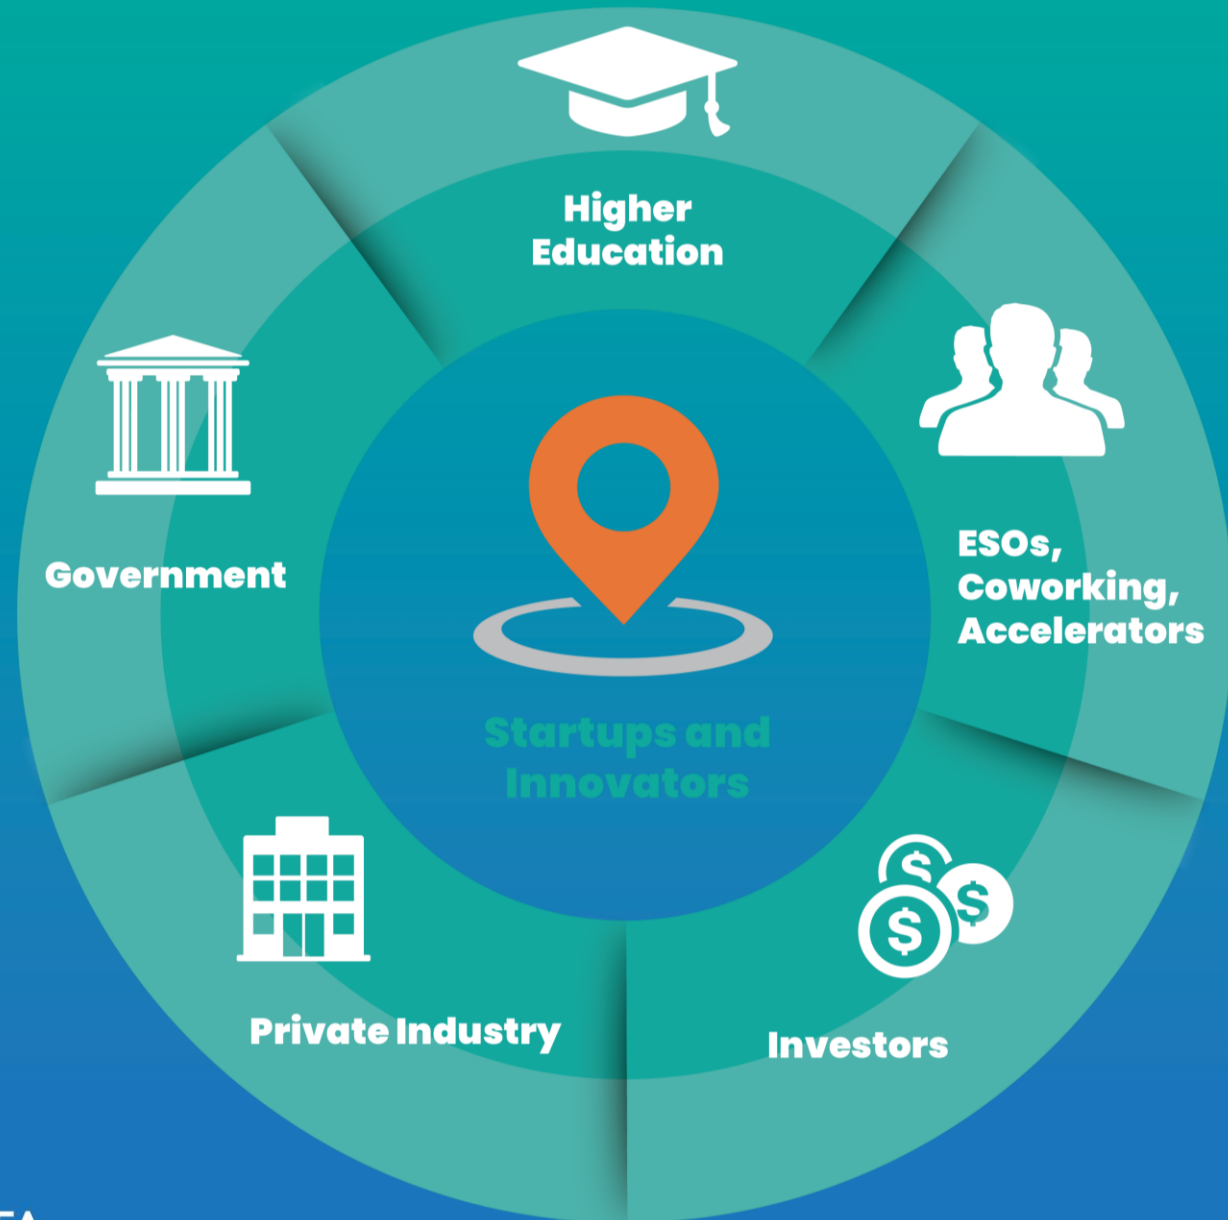 Higher
Education
Government
ESOs,
Coworking,
Accelerators
Startups and
Innovators
Private Industry
Investors